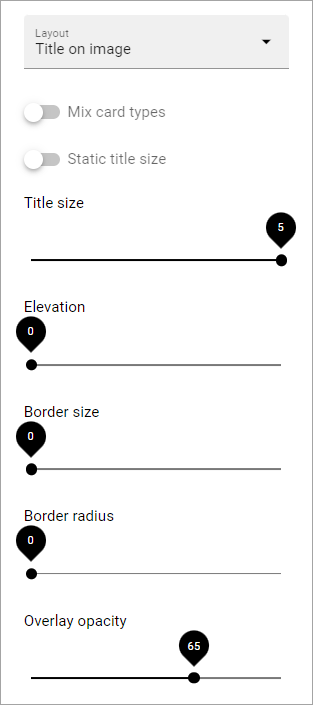 Layout
Title on image
Mix card types
Static title size
Title size
5
Elevation
0
Border size
0
Border radius
0
Overlay opacity
65